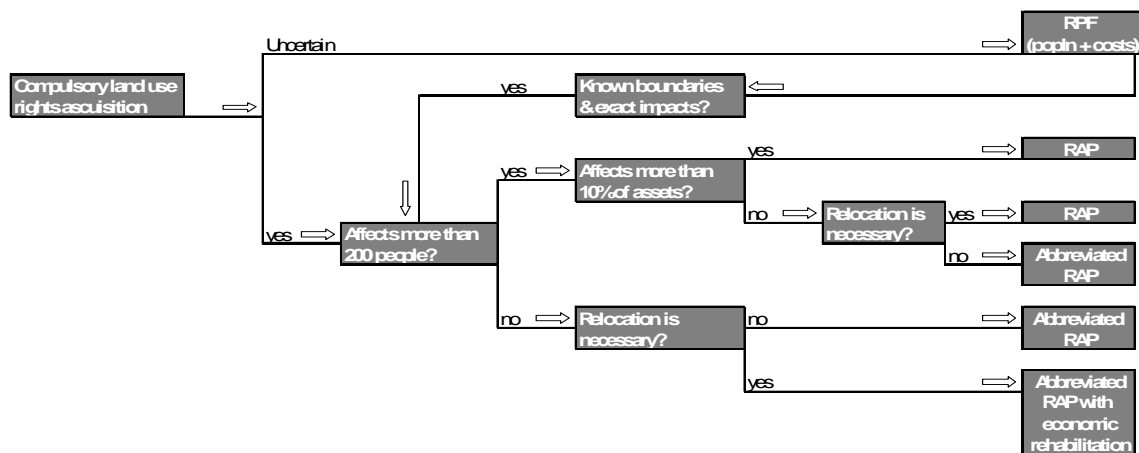 RPF
(popln + costs)
Uncertain
Compulsory land use
rights ascuisition
yes
Known boundaries
& exact impacts?
yes
Affects more than
10% of assets?
yes
RAP
no
Relocation is
necessary?
yes
RAP
yes
Affects more than
200 people?
no
Abbreviated
RAP
no
Relocation is
necessary?
no
Abbreviated
RAP
yes
Abbreviated
RAP with
economic
rehabilitation